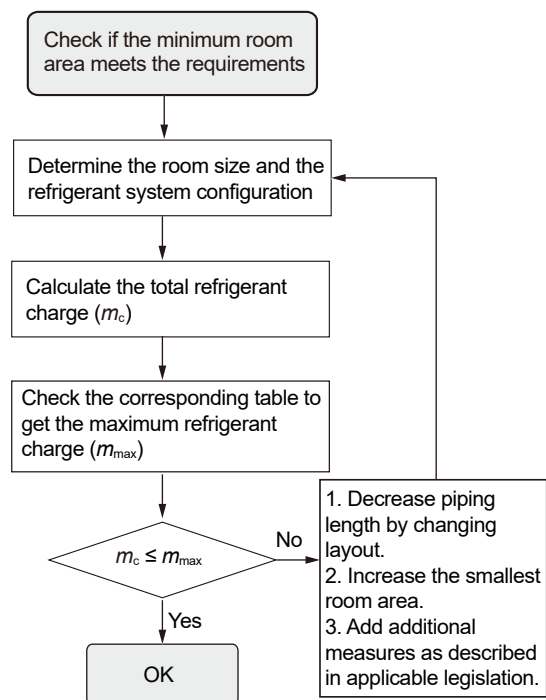 Check if the minimum room
area meets the requirements
Determine the room size and the
refrigerant system configuration
Calculate the total refrigerant
charge (mc)
Check the corresponding table to
get the maximum refrigerant
charge (mmax)
mc ≤ mmax
No
Yes
OK
1. Decrease piping
length by changing
layout.
2. Increase the smallest
room area.
3. Add additional
measures as described
in applicable legislation.